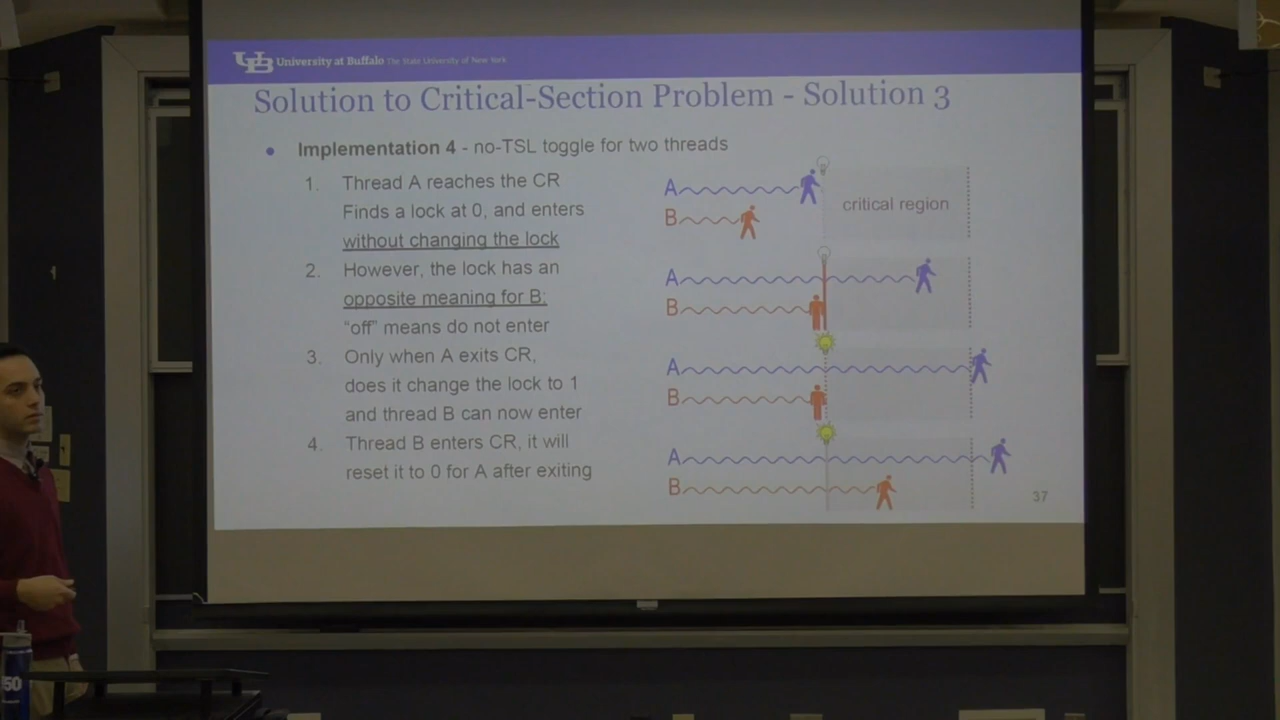 UB University at Buffalo The State University of New York
Solution to Critical-Section Problem - Solution 3
• Implementation 4 - no-TSL toggle for two threads
1. Thread A reaches the CR
Finds a lock at 0, and enters
without changing the lock
2. However, the lock has an
opposite meaning for B:
"off" means do not enter
3. Only when A exits CR,
does it change the lock to 1
and thread B can now enter
4. Thread B enters CR, it will
reset it to 0 for A after exiting
A
B
critical region
A
B
A
B
A
B
37
50